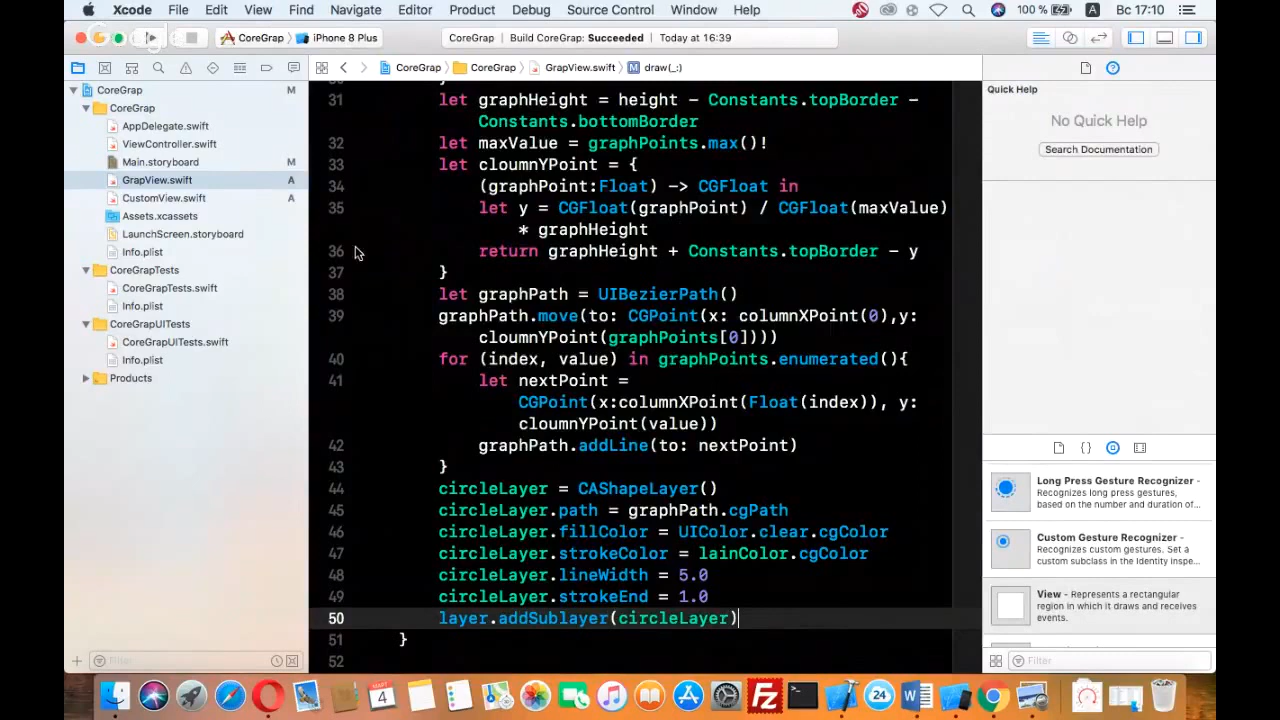 Xcode File Edit View Find Navigate Editor Product Debug Source Control Window Help 100 % A Вс 17:10
CoreGrap iPhone 8 Plus CoreGrap | Build CoreGrap: Succeeded | Today at 16:39
CoreGrap CoreGrap GrapView.swift M draw(_:)
CoreGrap M
CoreGrap
AppDelegate.swift
ViewController.swift
Main.storyboard M
GrapView.swift A
CustomView.swift A
Assets.xcassets
LaunchScreen.storyboard
Info.plist
CoreGrapTests
CoreGrapTests.swift
Info.plist
CoreGrapUITests
CoreGrapUITests.swift
Info.plist
Products
Filter
31 let graphHeight = height - Constants.topBorder -
Constants.bottomBorder
32 let maxValue = graphPoints.max()!
33 let cloumnYPoint = {
34 (graphPoint:Float) -> CGFloat in
35 let y = CGFloat(graphPoint) / CGFloat(maxValue)
* graphHeight
36 return graphHeight + Constants.topBorder - y
37 }
38 let graphPath = UIBezierPath()
39 graphPath.move(to: CGPoint(x: columnXPoint(0),y:
cloumnYPoint(graphPoints[0])))
40 for (index, value) in graphPoints.enumerated(){
41 let nextPoint =
CGPoint(x:columnXPoint(Float(index)), y:
cloumnYPoint(value))
42 graphPath.addLine(to: nextPoint)
43 }
44 circleLayer = CAShapeLayer()
45 circleLayer.path = graphPath.cgPath
46 circleLayer.fillColor = UIColor.clear.cgColor
47 circleLayer.strokeColor = lainColor.cgColor
48 circleLayer.lineWidth = 5.0
49 circleLayer.strokeEnd = 1.0
50 layer.addSublayer(circleLayer)
51 }
52
Quick Help
No Quick Help
Search Documentation
{ }
Long Press Gesture Recognizer -
Recognizes long press gestures,
based on the number and duration of...
Custom Gesture Recognizer -
Recognizes custom gestures. Set a
custom subclass in the identity inspe...
View - Represents a rectangular
region in which it draws and receives
events.
Filter
МАРТ
4
Fz
24
W